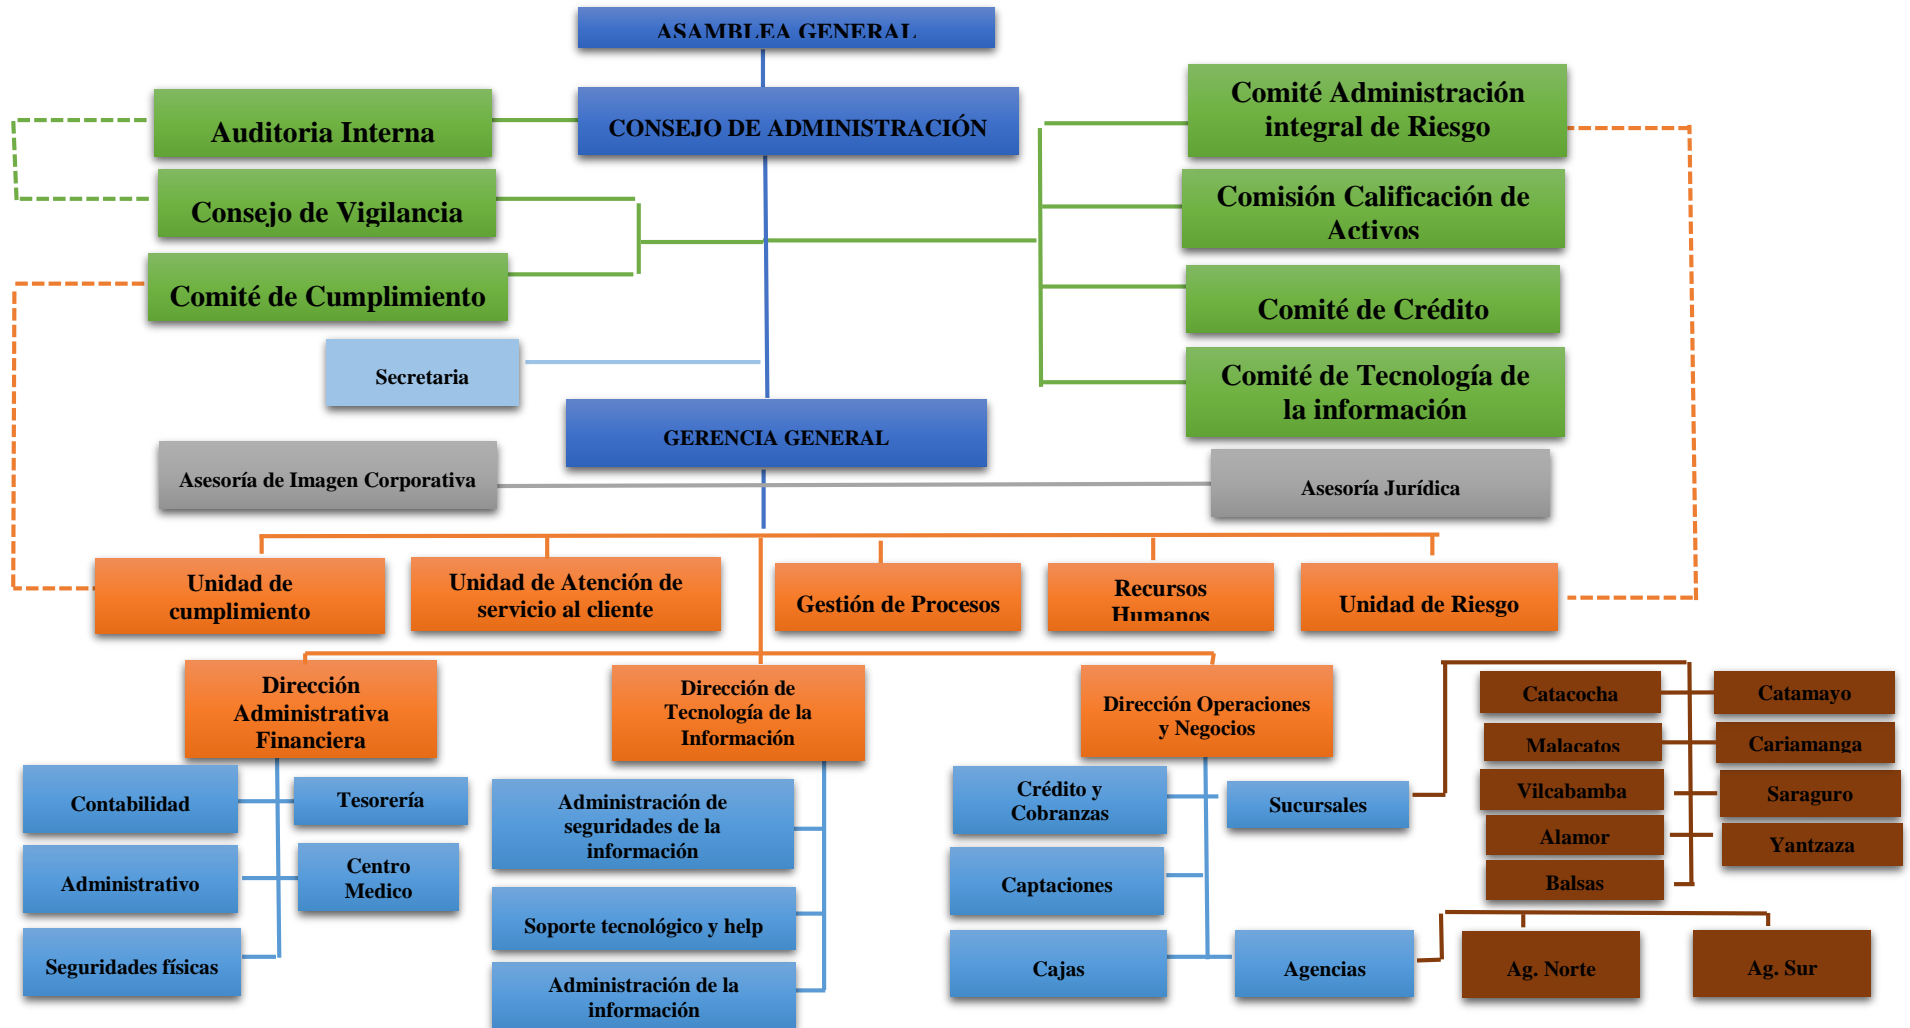 ASAMBLEA GENERAL
CONSEJO DE ADMINISTRACIÓN
Auditoria Interna
Consejo de Vigilancia
Comité de Cumplimiento
Comité Administración
integral de Riesgo
Comisión Calificación de
Activos
Comité de Crédito
Comité de Tecnología de
la información
Secretaria
GERENCIA GENERAL
Asesoría de Imagen Corporativa
Asesoría Jurídica
Unidad de
cumplimiento
Unidad de Atención de
servicio al cliente
Gestión de Procesos
Recursos
Humanos
Unidad de Riesgo
Dirección
Administrativa
Financiera
Dirección de
Tecnología de la
Información
Dirección Operaciones
y Negocios
Contabilidad
Tesorería
Administrativo
Centro
Medico
Seguridades físicas
Administración de
seguridades de la
información
Soporte tecnológico y help
Administración de la
información
Crédito y
Cobranzas
Sucursales
Captaciones
Cajas
Agencias
Catacocha
Catamayo
Malacatos
Cariamanga
Vilcabamba
Saraguro
Alamor
Yantzaza
Balsas
Ag. Norte
Ag. Sur